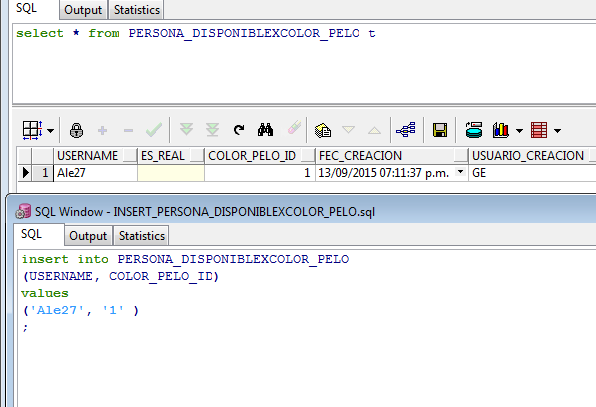 SQL Output Statistics
select * from PERSONA_DISPONIBLEXCOLOR_PELO t
USERNAME ES_REAL COLOR_PELO_ID FEC_CREACION USUARIO_CREACION
1 Ale27 1 13/09/2015 07:11:37 p.m. GE
SQL Window - INSERT_PERSONA_DISPONIBLEXCOLOR_PELO.sql
SQL Output Statistics
insert into PERSONA_DISPONIBLEXCOLOR_PELO
(USERNAME, COLOR_PELO_ID)
values
('Ale27', '1' )
;